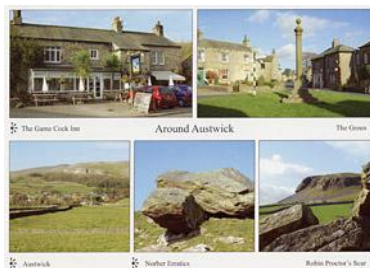 The Game Cock Inn
Around Austwick
The Green
Austwick
Norber Erratics
Robin Proctor's Scar